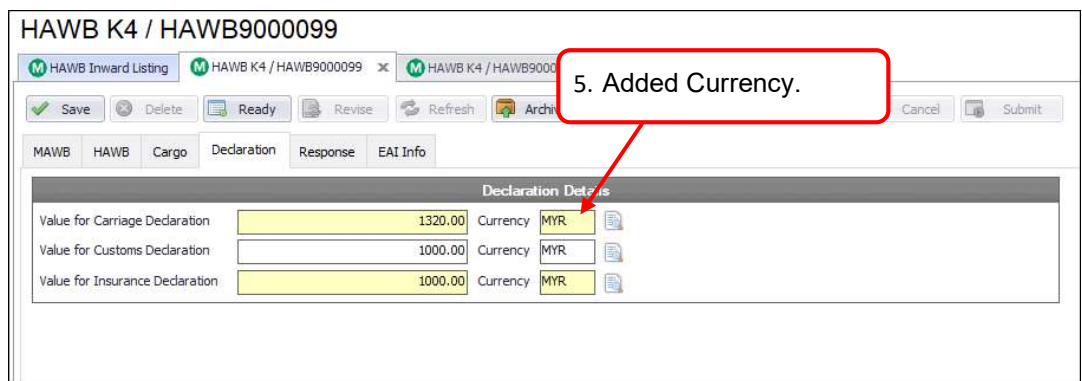 HAWB K4 / HAWB9000099
M HAWB Inward Listing M HAWB K4 / HAWB9000099 x M HAWB K4 / HAWB900
5. Added Currency.
Save Delete Ready Revise Refresh Archiv Cancel Submit
MAWB HAWB Cargo Declaration Response EAI Info
Declaration Details
Value for Carriage Declaration 1320.00 Currency MYR
Value for Customs Declaration 1000.00 Currency MYR
Value for Insurance Declaration 1000.00 Currency MYR